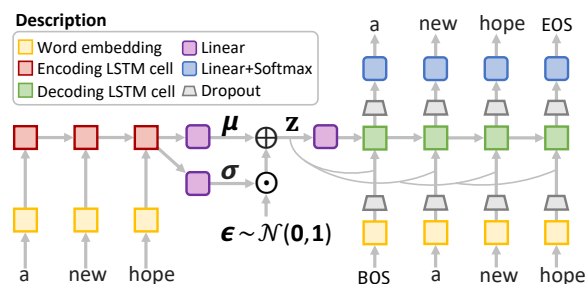 Description
Word embedding
Linear
Encoding LSTM cell
Linear+Softmax
Decoding LSTM cell
Dropout
a new hope EOS
μ
z
σ
ϵ ~ 𝒩(0,1)
a new hope
BOS a new hope